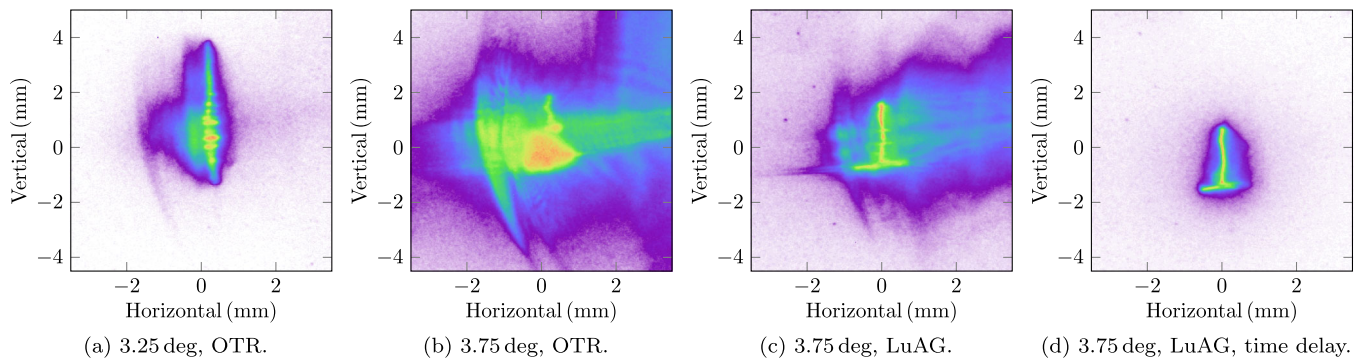 4
2
0
−2
−4
Vertical (mm)
−2
0
2
Horizontal (mm)
(a) 3.25 deg, OTR.
4
2
0
−2
−4
Vertical (mm)
−2
0
2
Horizontal (mm)
(b) 3.75 deg, OTR.
4
2
0
−2
−4
Vertical (mm)
−2
0
2
Horizontal (mm)
(c) 3.75 deg, LuAG.
4
2
0
−2
−4
Vertical (mm)
−2
0
2
Horizontal (mm)
(d) 3.75 deg, LuAG, time delay.